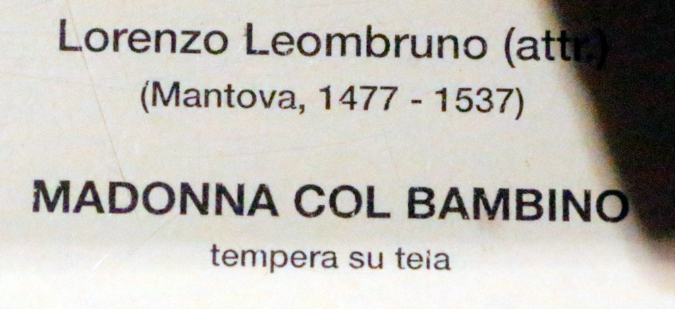 Lorenzo Leombruno (attr.)
(Mantova, 1477 - 1537)
MADONNA COL BAMBINO
tempera su tela